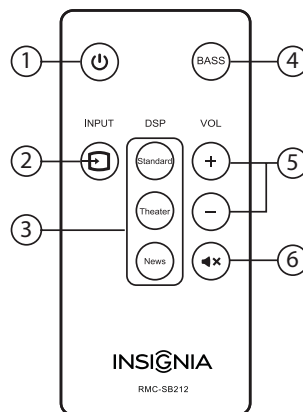 1
BASS
4
INPUT
DSP
VOL
2
Standard
+
5
Theater
−
3
News
6
INSIGNIA
RMC-SB212